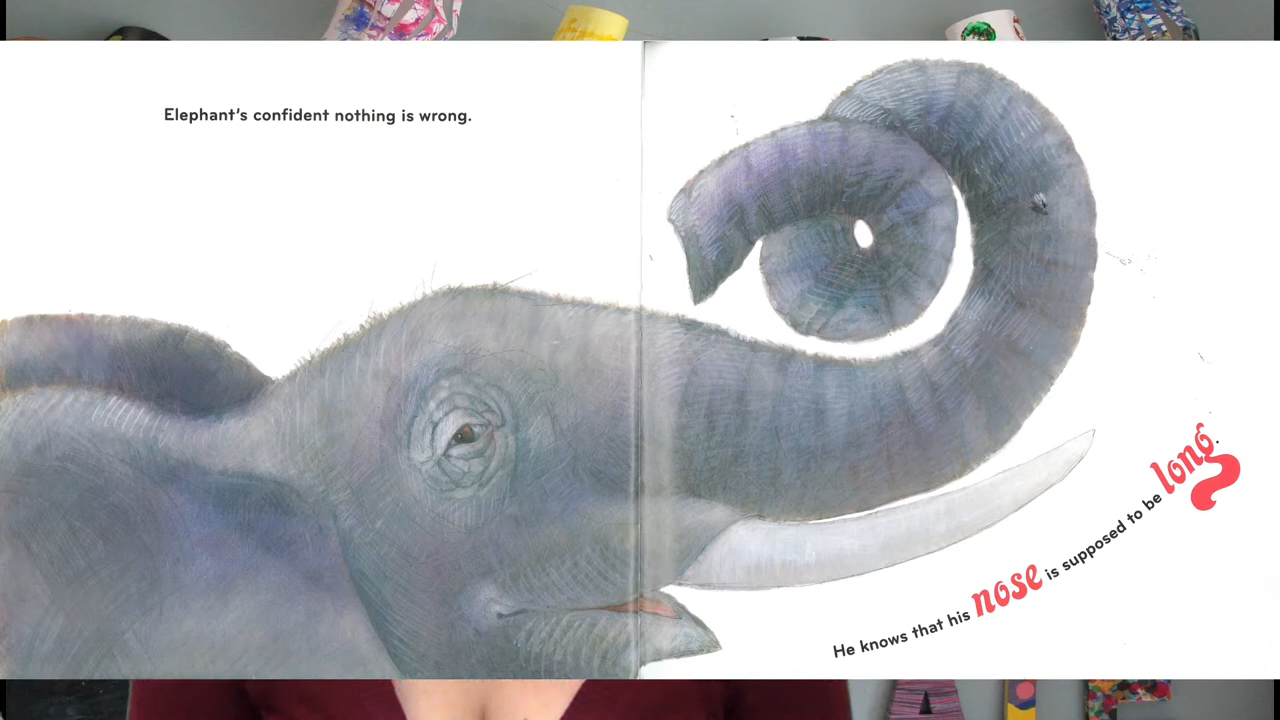 Elephant's confident nothing is wrong.
He knows that his nose is supposed to be long.